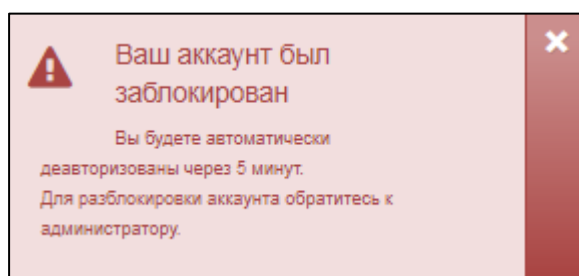 Ваш аккаунт был
заблокирован
Вы будете автоматически
деавторизованы через 5 минут.
Для разблокировки аккаунта обратитесь к
администратору.